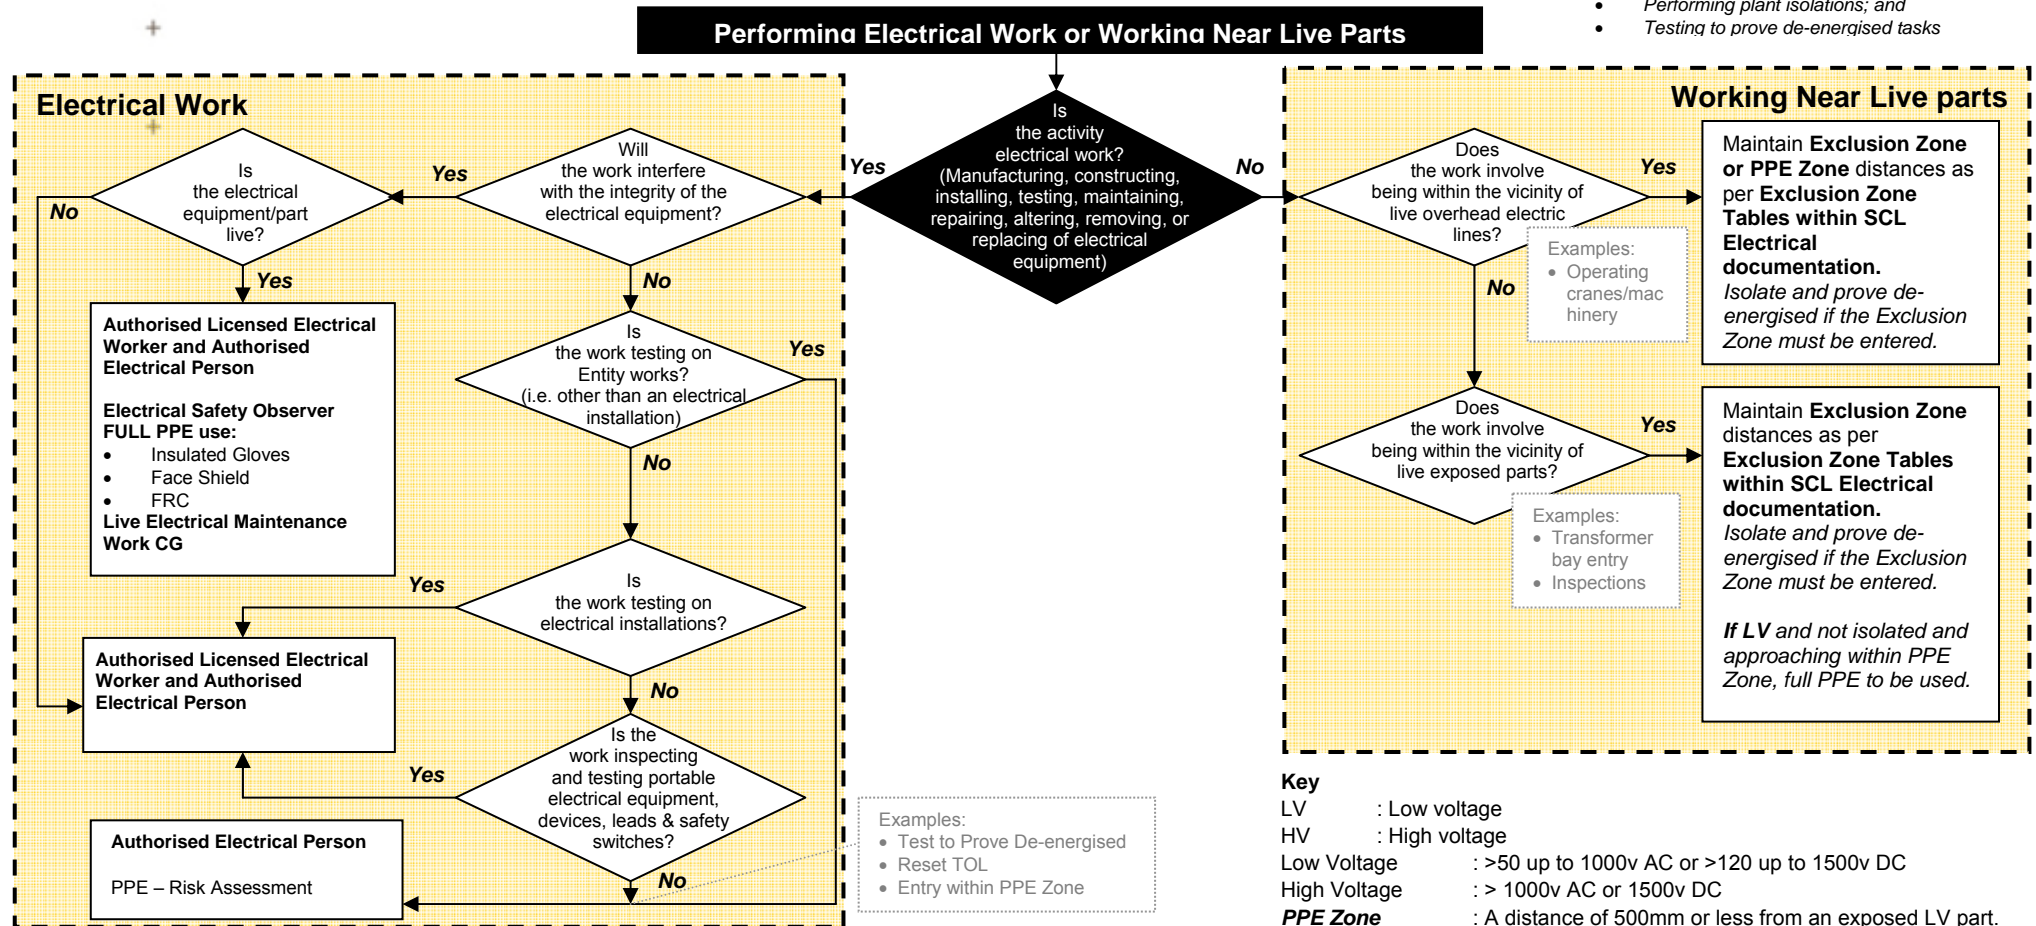 • Performing plant isolations; and
• Testing to prove de-energised tasks
Performing Electrical Work or Working Near Live Parts
Electrical Work
Is
the electrical
equipment/part
live?
No
Yes
Yes
Will
the work interfere
with the integrity of the
electrical equipment?
No
Yes
Is
the activity
electrical work?
(Manufacturing, constructing,
installing, testing, maintaining,
repairing, altering, removing, or
replacing of electrical
equipment)
No
Authorised Licensed Electrical
Worker and Authorised
Electrical Person
Electrical Safety Observer
FULL PPE use:
• Insulated Gloves
• Face Shield
• FRC
Live Electrical Maintenance
Work CG
Is
the work testing on
Entity works?
(i.e. other than an electrical
installation)
Yes
No
Yes
Is
the work testing on
electrical installations?
No
Authorised Licensed Electrical
Worker and Authorised
Electrical Person
Yes
Is the
work inspecting
and testing portable
electrical equipment,
devices, leads & safety
switches?
No
Authorised Electrical Person
PPE – Risk Assessment
Examples:
• Test to Prove De-energised
• Reset TOL
• Entry within PPE Zone
Working Near Live parts
Does
the work involve
being within the vicinity of
live overhead electric
lines?
Yes
No
Examples:
• Operating
cranes/mac
hinery
Maintain Exclusion Zone
or PPE Zone distances as
per Exclusion Zone
Tables within SCL
Electrical
documentation.
Isolate and prove de-
energised if the Exclusion
Zone must be entered.
Does
the work involve
being within the vicinity of
live exposed parts?
Yes
Examples:
• Transformer
bay entry
• Inspections
Maintain Exclusion Zone
distances as per
Exclusion Zone Tables
within SCL Electrical
documentation.
Isolate and prove de-
energised if the Exclusion
Zone must be entered.
If LV and not isolated and
approaching within PPE
Zone, full PPE to be used.
Key
LV : Low voltage
HV : High voltage
Low Voltage : >50 up to 1000v AC or >120 up to 1500v DC
High Voltage : > 1000v AC or 1500v DC
PPE Zone : A distance of 500mm or less from an exposed LV part.